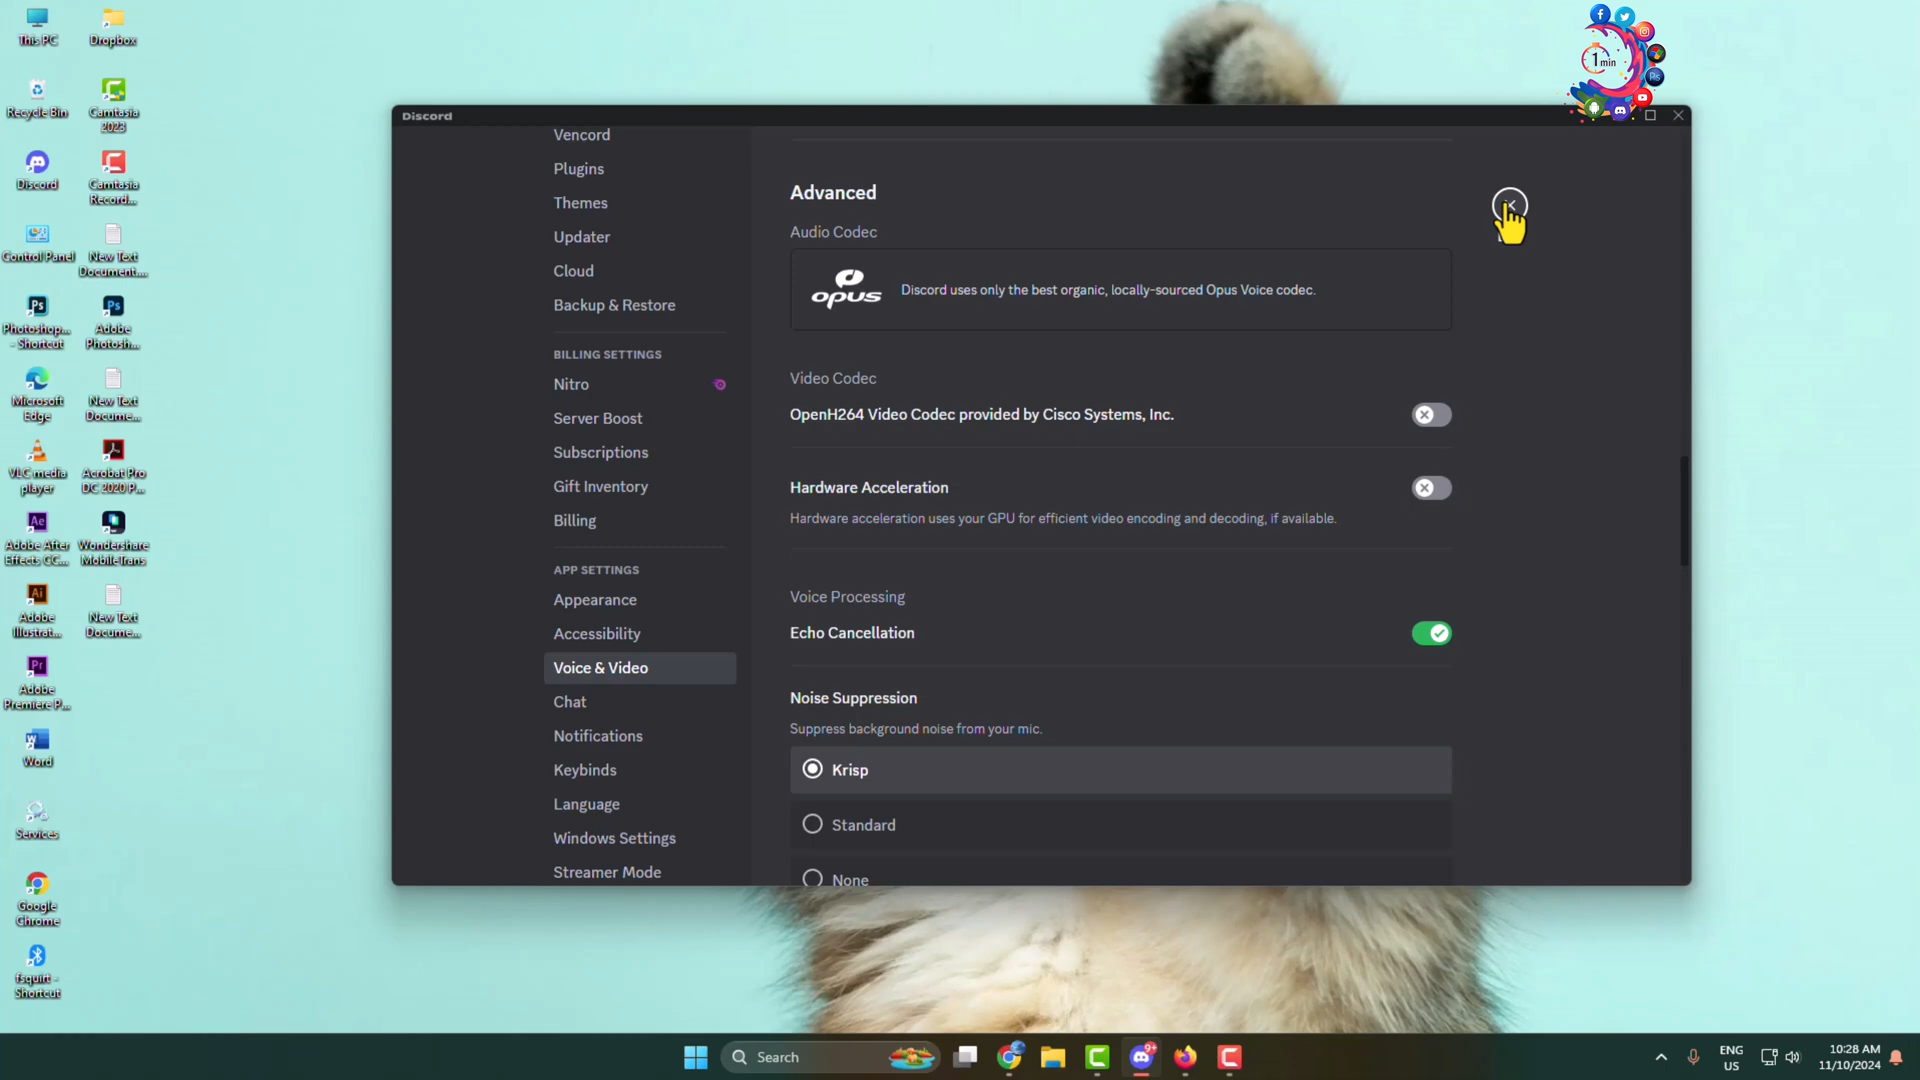 This PC
Dropbox
Recycle Bin
Camtasia
2023
Discord
Camtasia
Record...
Control Panel
New Text
Document....
Photoshop...
- Shortcut
Adobe
Photosh...
Microsoft
Edge
New Text
Docume...
VLC media
player
Acrobat Pro
DC 2020 P...
Adobe After
Effects CC...
Wondershare
MobileTrans
Adobe
Illustrat...
New Text
Docume...
Adobe
Premiere P...
Word
Services
Google
Chrome
fsquirt -
Shortcut
1min
Discord
Vencord
Plugins
Themes
Updater
Cloud
Backup & Restore
BILLING SETTINGS
Nitro
Server Boost
Subscriptions
Gift Inventory
Billing
APP SETTINGS
Appearance
Accessibility
Voice & Video
Chat
Notifications
Keybinds
Language
Windows Settings
Streamer Mode
Advanced
Audio Codec
opus
Discord uses only the best organic, locally-sourced Opus Voice codec.
Video Codec
OpenH264 Video Codec provided by Cisco Systems, Inc.
Hardware Acceleration
Hardware acceleration uses your GPU for efficient video encoding and decoding, if available.
Voice Processing
Echo Cancellation
Noise Suppression
Suppress background noise from your mic.
Krisp
Standard
None
Search
9+
ENG
US
10:28 AM
11/10/2024